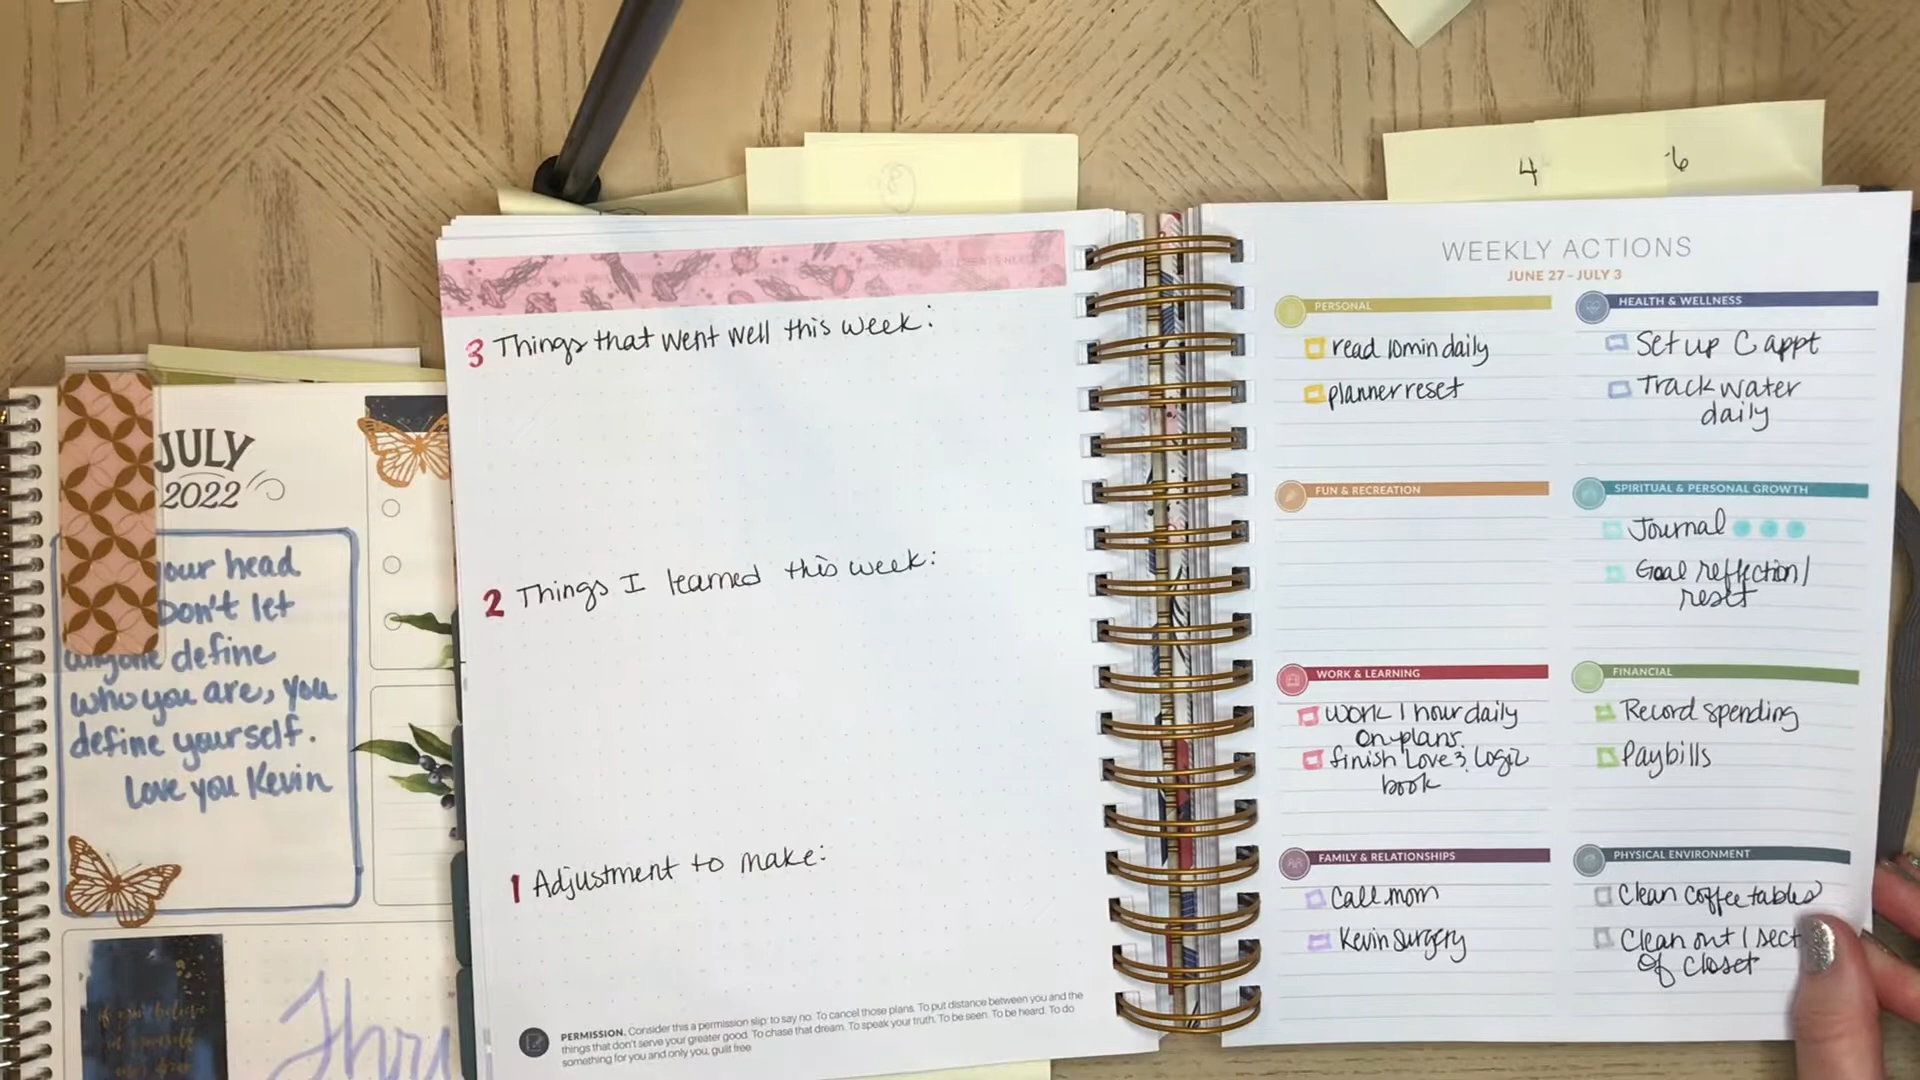 4
6
JULY
2022
your head
Don't let
anyone define
who you are, you
define yourself.
Love you Kevin
3 Things that went well this week:
2 Things I learned this week:
1 Adjustment to make:
PERMISSION. Consider this a permission slip: to say no. To cancel those plans. To put distance between you and the
things that don't serve your greater good. To chase that dream. To speak your truth. To be seen. To be heard. To do
something for you and only you, guilt free.
WEEKLY ACTIONS
JUNE 27 - JULY 3
PERSONAL
read 10min daily
planner reset
HEALTH & WELLNESS
Set up C appt
Track water
daily
FUN & RECREATION
SPIRITUAL & PERSONAL GROWTH
Journal
Goal reflection/
reset
WORK & LEARNING
work 1 hour daily
on plans
finish Love &
book
FINANCIAL
Record spending
Pay bills
FAMILY & RELATIONSHIPS
Call mom
Kevin Surgery
PHYSICAL ENVIRONMENT
Clean coffee tables
Clean out 1 sect
of closet